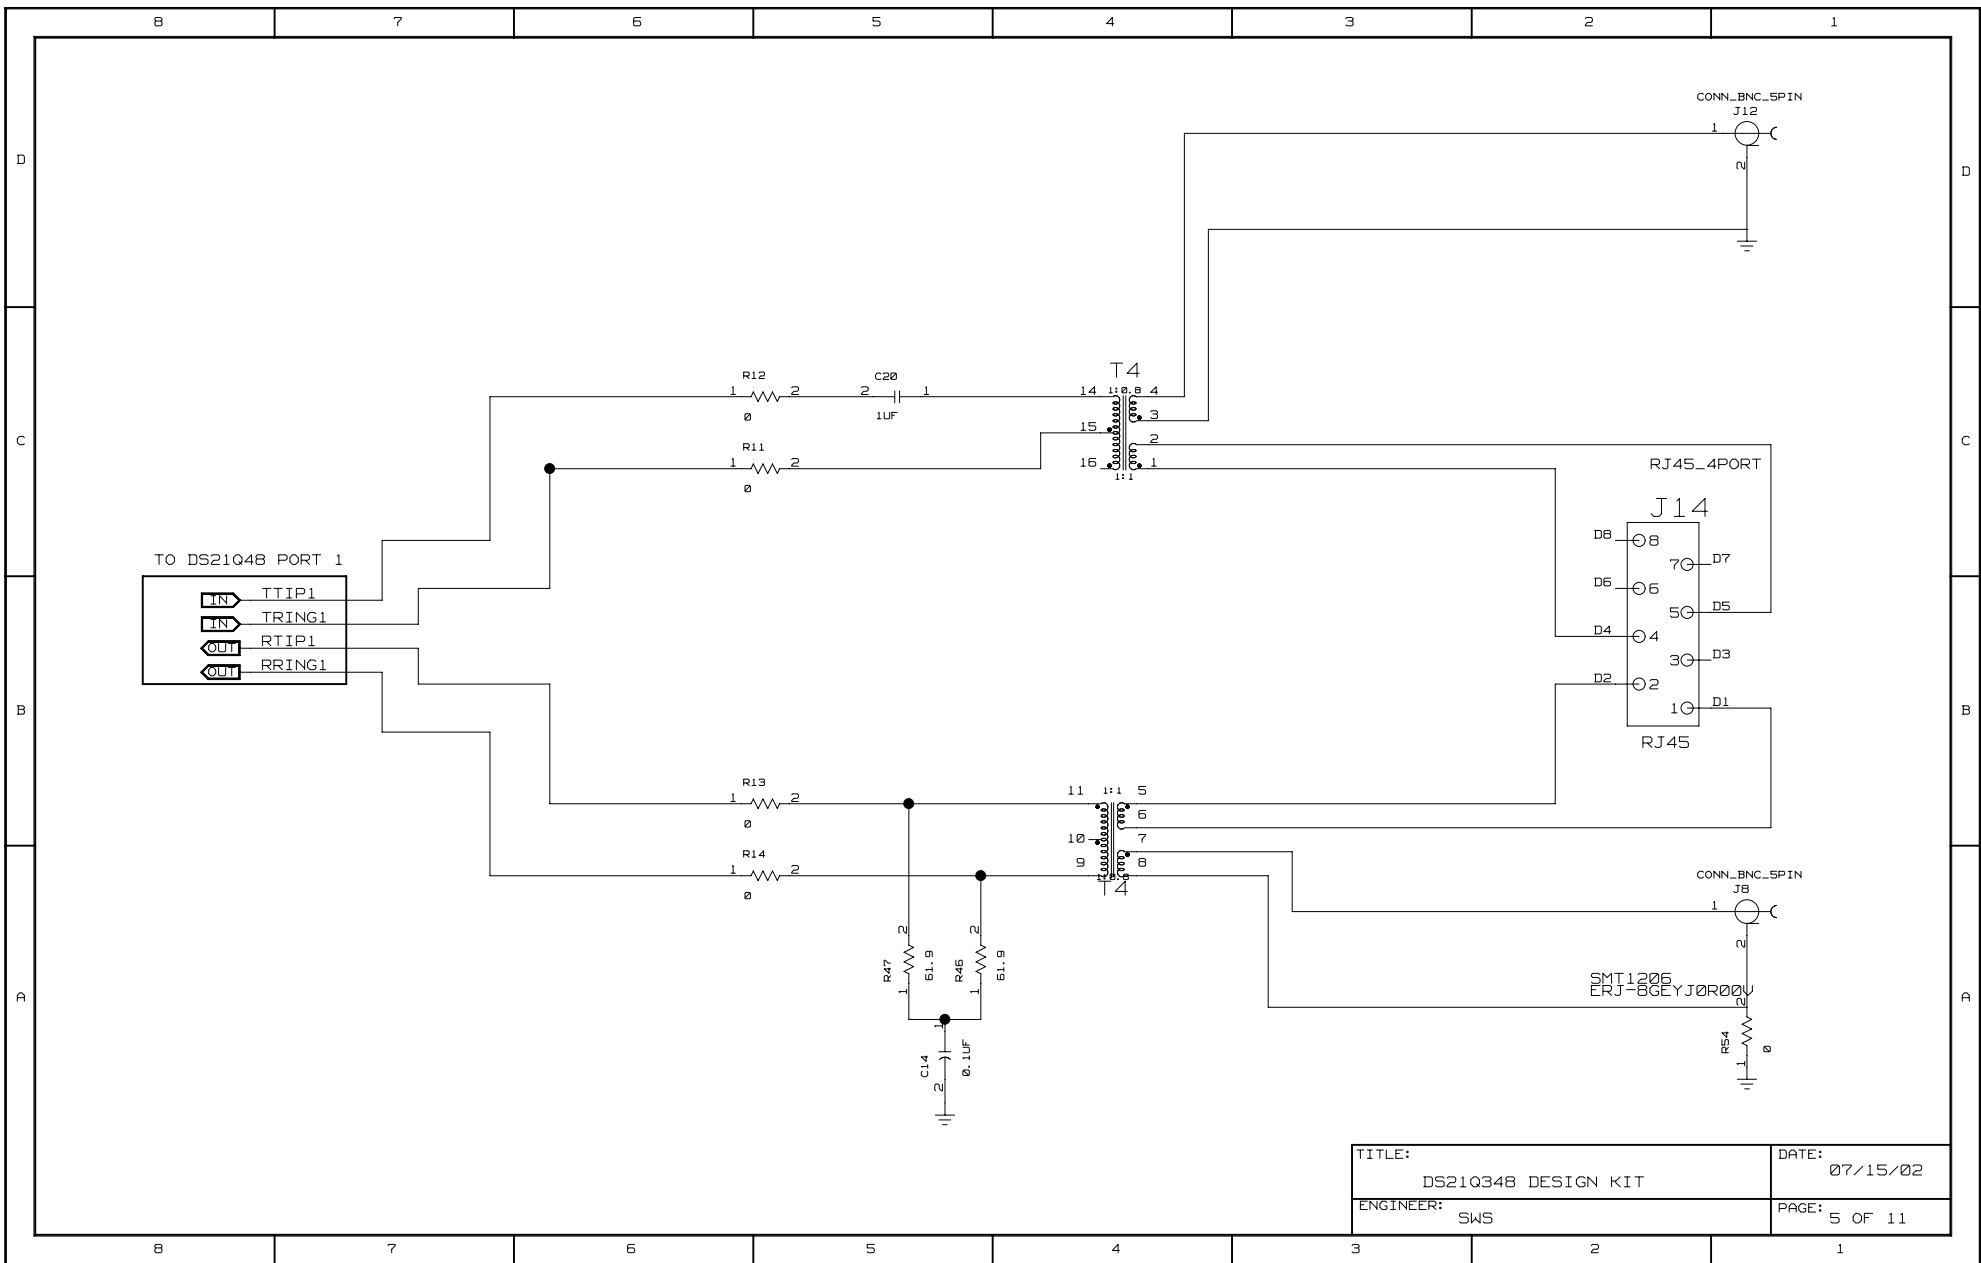 8 7 6 5 4 3 2 1
CONN_BNC_5PIN
J12
1
2
D D
T4
R12 C20
1 2 2 1 14 1:0.8 4
0 1UF 3
15 2
R11
1 2 16 1
0 1:1
C C
RJ45_4PORT
J14
D8 8
7 D7
D6 6
5 D5
D4 4
3 D3
D2 2
1 D1
RJ45
TO DS21Q48 PORT 1
IN TTIP1
IN TRING1
OUT RTIP1
OUT RRING1
B B
R13 11 1:1 5
1 2 6
0 10 7
R14 9 8
1 2 1:0.8
0 T4
CONN_BNC_5PIN
J8
1
2
2 2
R47 61.9 R46 61.9
1 1
A A
SMT1206
ERJ-8GEYJ0R00V
2
R54 0
1
1
C14 0.1UF
2
TITLE: DATE:
DS21Q348 DESIGN KIT 07/15/02
ENGINEER: PAGE:
SWS 5 OF 11
8 7 6 5 4 3 2 1